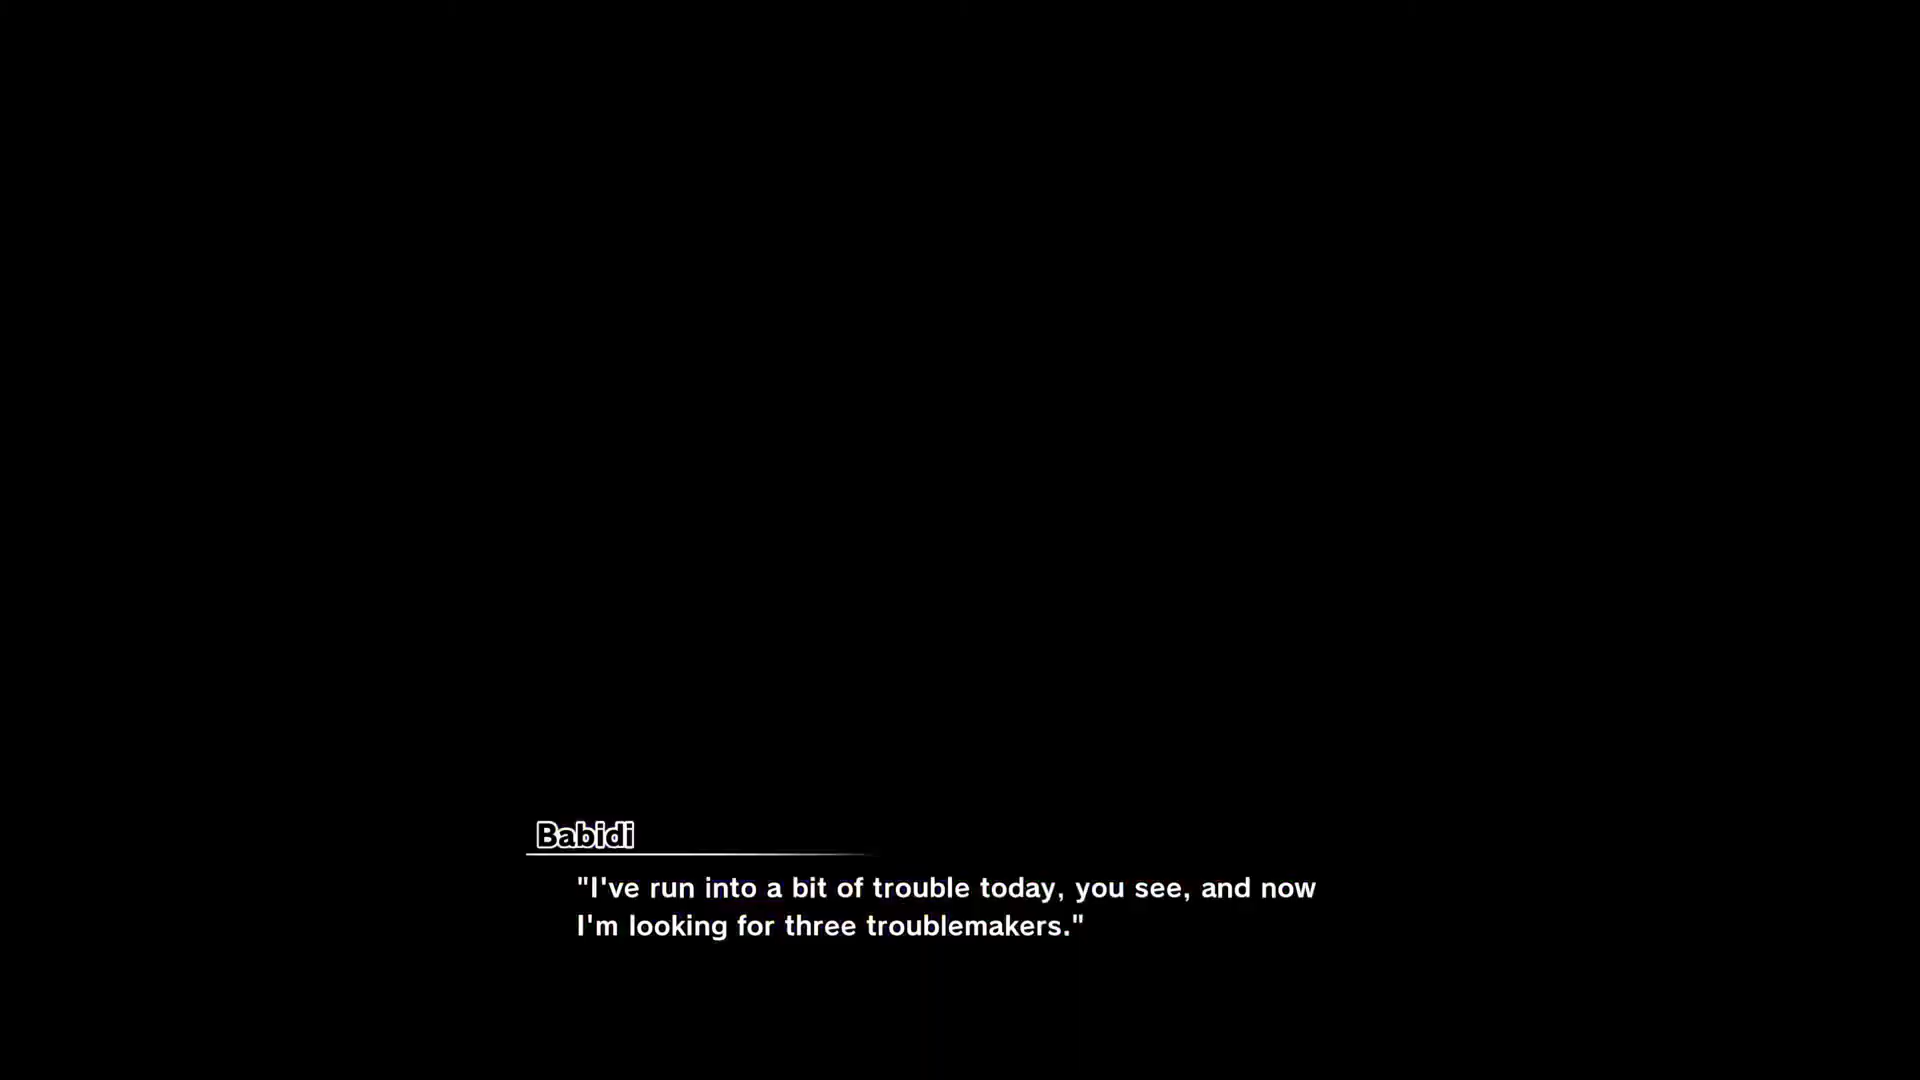 Babidi
"I've run into a bit of trouble today, you see, and now
I'm looking for three troublemakers."